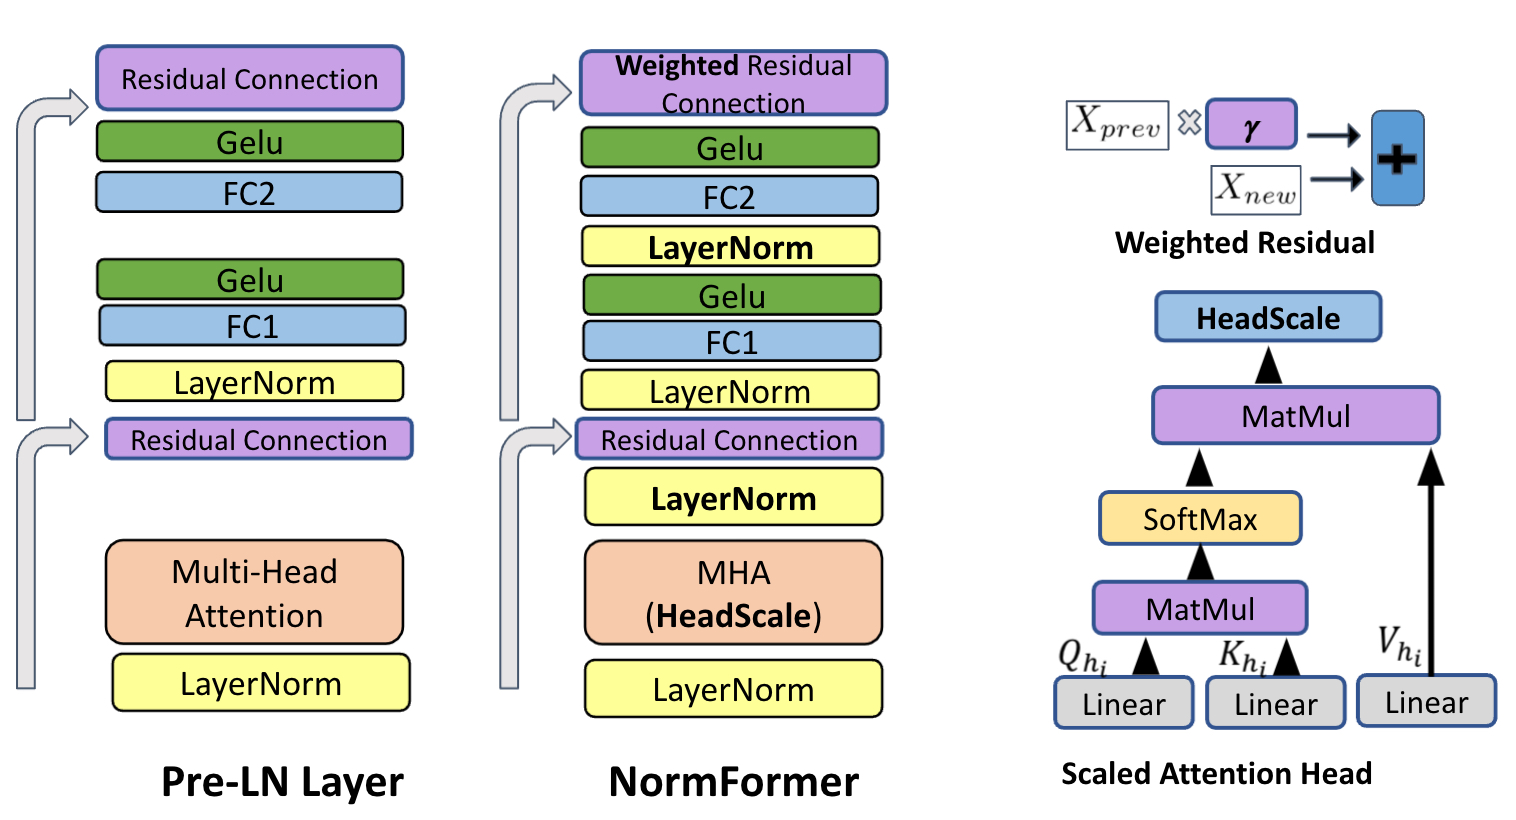 Residual Connection
Gelu
FC2
Gelu
FC1
LayerNorm
Residual Connection
Multi-Head
Attention
LayerNorm
Pre-LN Layer
Weighted Residual
Connection
Gelu
FC2
LayerNorm
Gelu
FC1
LayerNorm
Residual Connection
LayerNorm
MHA
(HeadScale)
LayerNorm
NormFormer
X_{prev} γ
X_{new}
+
Weighted Residual
HeadScale
MatMul
SoftMax
MatMul
Q_{h_i} K_{h_i} V_{h_i}
Linear Linear Linear
Scaled Attention Head